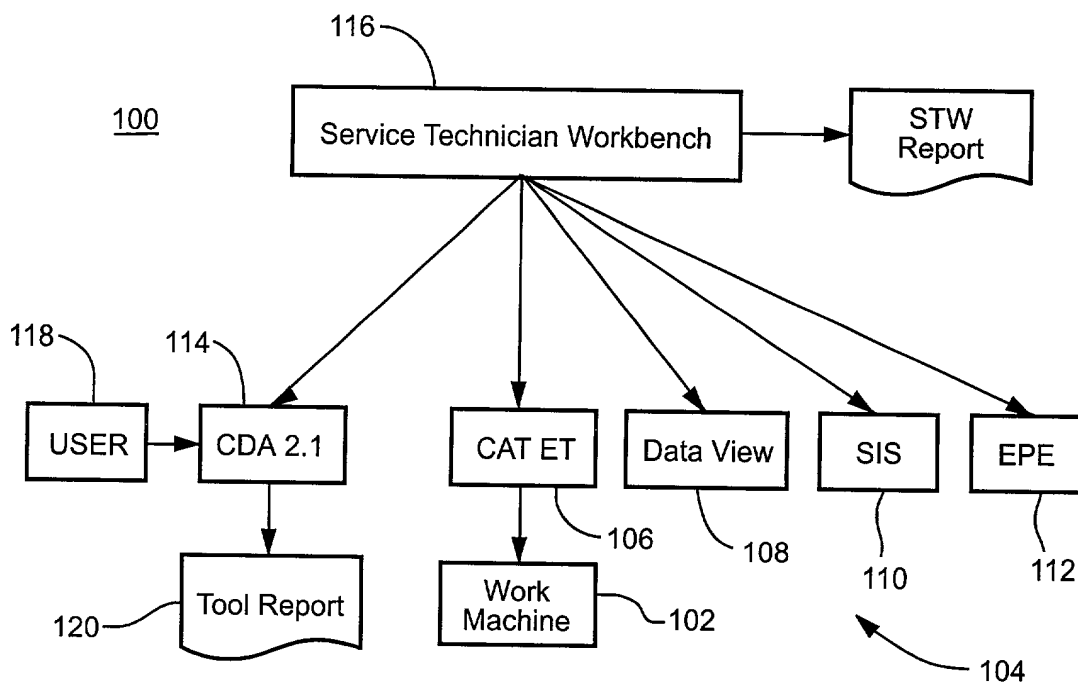 116
100
Service Technician Workbench
STW
Report
118
114
USER
CDA 2.1
CAT ET
Data View
SIS
EPE
106
108
110
112
120
Tool Report
Work
Machine
102
104